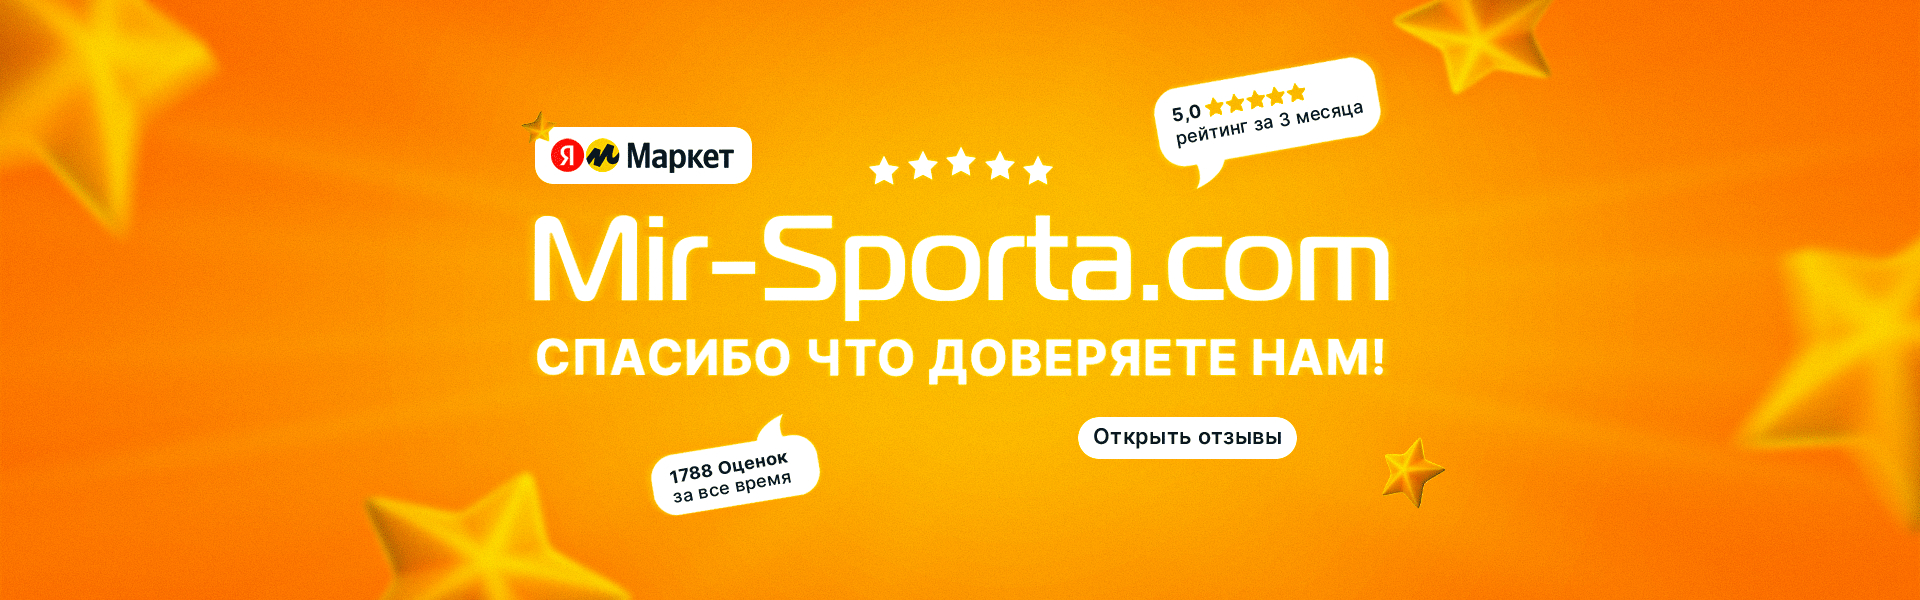 Я Маркет
5,0
рейтинг за 3 месяца
Mir-Sporta.com
СПАСИБО ЧТО ДОВЕРЯЕТЕ НАМ!
1788 Оценок
за все время
Открыть отзывы